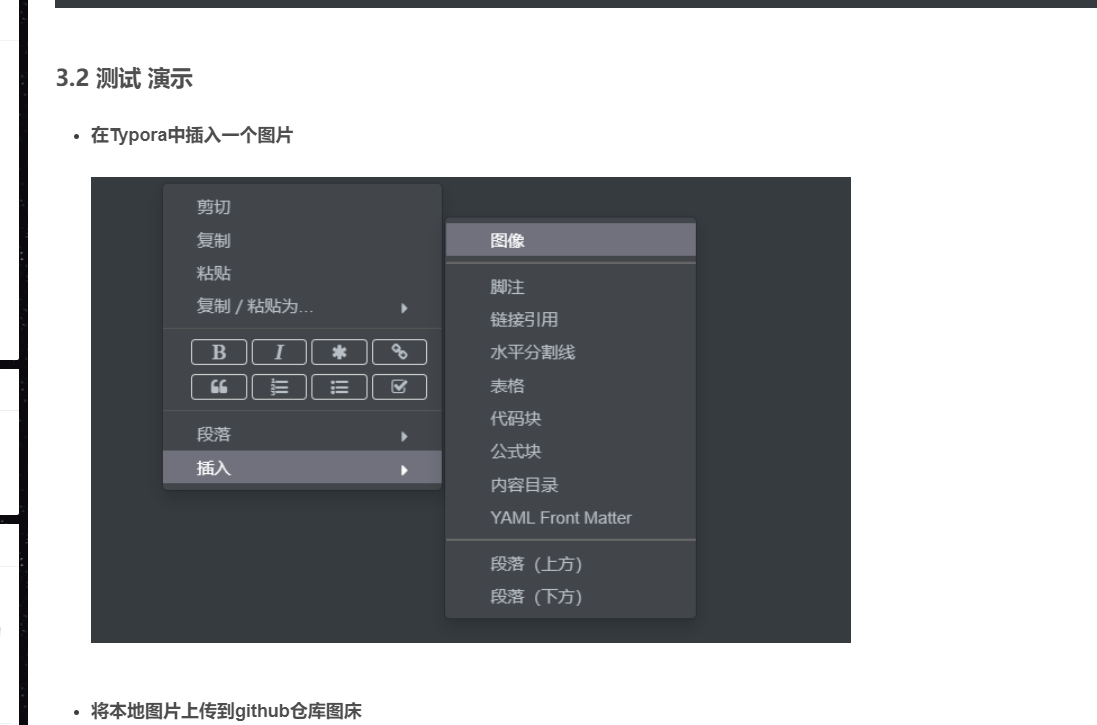 3.2 测试 演示
在Typora中插入一个图片
剪切
复制
粘贴
复制 / 粘贴为...
B I
段落
插入
图像
脚注
链接引用
水平分割线
表格
代码块
公式块
内容目录
YAML Front Matter
段落（上方）
段落（下方）
将本地图片上传到github仓库图床